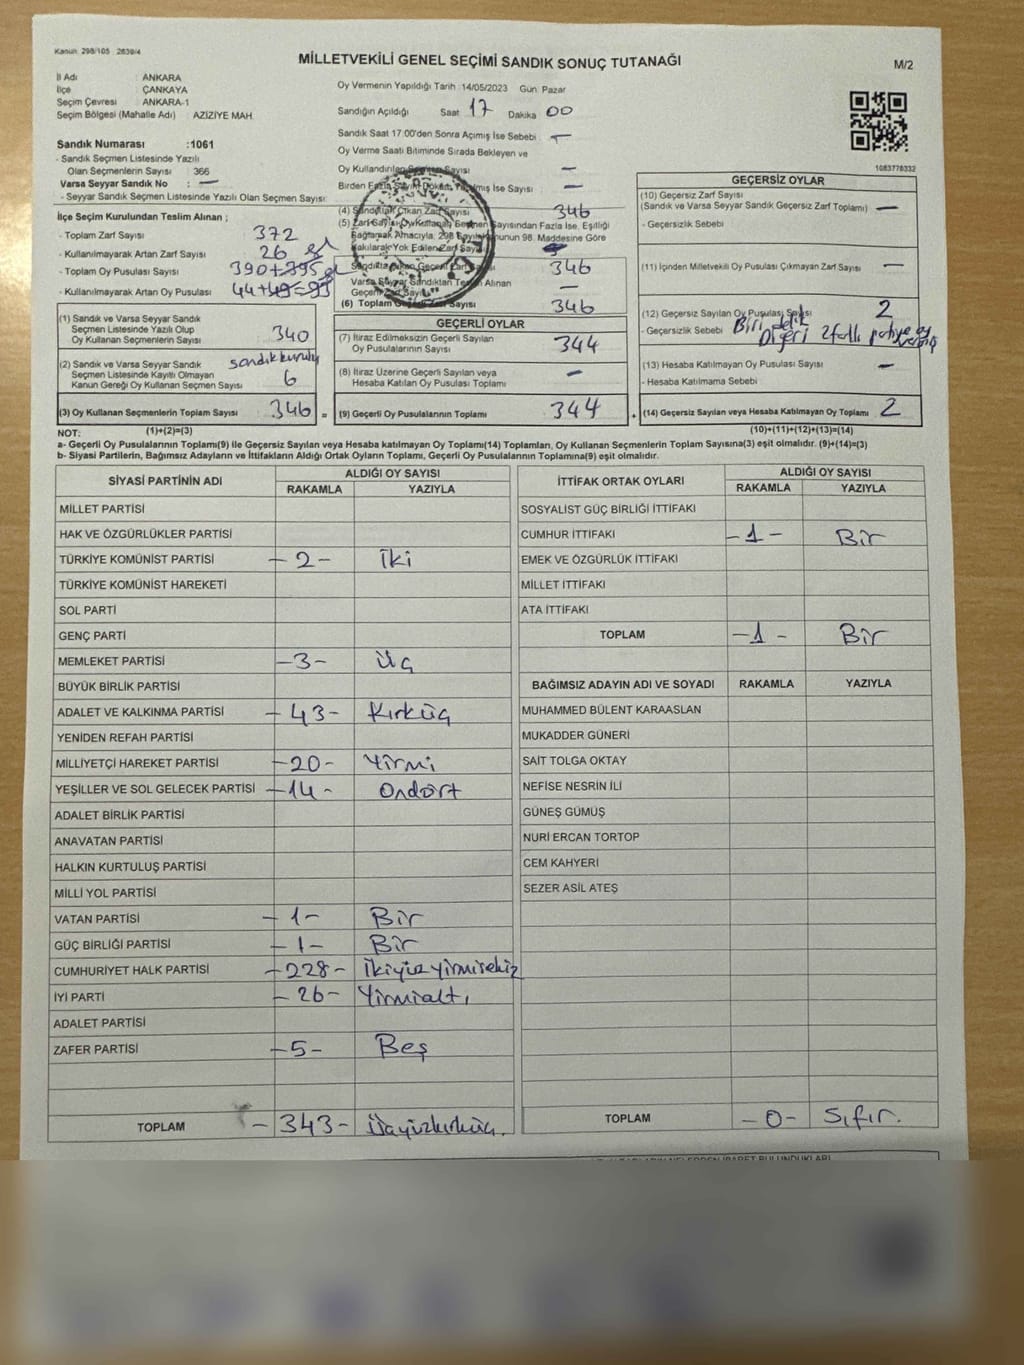 Kanun: 298/105 2839/4
MİLLETVEKİLİ GENEL SEÇİMİ SANDIK SONUÇ TUTANAĞI
M/2
İl Adı : ANKARA
İlçe : ÇANKAYA
Seçim Çevresi : ANKARA-1
Seçim Bölgesi (Mahalle Adı) : AZİZİYE MAH.
Sandık Numarası :1061
- Sandık Seçmen Listesinde Yazılı
Olan Seçmenlerin Sayısı : 366
Varsa Seyyar Sandık No : —
- Seyyar Sandık Seçmen Listesinde Yazılı Olan Seçmen Sayısı:
İlçe Seçim Kurulundan Teslim Alınan ;
- Toplam Zarf Sayısı : 372
- Kullanılmayarak Artan Zarf Sayısı : 26
- Toplam Oy Pusulası Sayısı : 390+395
- Kullanılmayarak Artan Oy Pusulası : 44+49=93
Oy Vermenin Yapıldığı Tarih :14/05/2023 Gün: Pazar
Sandığın Açıldığı Saat 17 Dakika 00
Sandık Saat 17:00'den Sonra Açımış İse Sebebi : —
Oy Verme Saati Bitiminde Sırada Bekleyen ve
Oy Kullandırılan Seçmen Sayısı —
Birden Fazla Sayım Döküm Yapılmış İse Sayısı : —
(4) Sandıktan Çıkan Zarf Sayısı 346
(5) Zarf Sayısı Oy Kullanan Seçmen Sayısından Fazla İse, Eşitliği
Sağlamak Amacıyla, 298 Sayılı Kanunun 98. Maddesine Göre
Yakılarak Yok Edilen Zarf Sayısı
Sandıkta Çıkan Geçerli Zarf Sayısı 346
Varsa Seyyar Sandıktan Teslim Alınan
Geçerli Zarf Sayısı —
(6) Toplam Geçerli Zarf Sayısı 346
1083778332
(1) Sandık ve Varsa Seyyar Sandık
Seçmen Listesinde Yazılı Olup
Oy Kullanan Seçmenlerin Sayısı 340
(2) Sandık ve Varsa Seyyar Sandık
Seçmen Listesinde Kayıtlı Olmayan
Kanun Gereği Oy Kullanan Seçmen Sayısı
sandık kurulu
6
(3) Oy Kullanan Seçmenlerin Toplam Sayısı 346 =
(1)+(2)=(3)
GEÇERLİ OYLAR
(7) İtiraz Edilmeksizin Geçerli Sayılan
Oy Pusulalarının Sayısı 344
(8) İtiraz Üzerine Geçerli Sayılan veya
Hesaba Katılan Oy Pusulası Toplamı —
(9) Geçerli Oy Pusulalarının Toplamı 344 +
GEÇERSİZ OYLAR
(10) Geçersiz Zarf Sayısı
(Sandık ve Varsa Seyyar Sandık Geçersiz Zarf Toplamı) —
- Geçersizlik Sebebi
(11) İçinden Milletvekili Oy Pusulası Çıkmayan Zarf Sayısı —
(12) Geçersiz Sayılan Oy Pusulası Sayısı 2
- Geçersizlik Sebebi Biri delik
Diğeri 2 farklı partiye oy
(13) Hesaba Katılmayan Oy Pusulası Sayısı —
- Hesaba Katılmama Sebebi
(14) Geçersiz Sayılan veya Hesaba Katılmayan Oy Toplamı 2
(10)+(11)+(12)+(13)=(14)
NOT:
a- Geçerli Oy Pusulalarının Toplamı(9) ile Geçersiz Sayılan veya Hesaba katılmayan Oy Toplamı(14) Toplamları, Oy Kullanan Seçmenlerin Toplam Sayısına(3) eşit olmalıdır. (9)+(14)=(3)
b- Siyasi Partilerin, Bağımsız Adayların ve İttifakların Aldığı Ortak Oyların Toplamı, Geçerli Oy Pusulalarının Toplamına(9) eşit olmalıdır.
SİYASİ PARTİNİN ADI ALDIĞI OY SAYISI
RAKAMLA YAZIYLA
MİLLET PARTİSİ
HAK VE ÖZGÜRLÜKLER PARTİSİ
TÜRKİYE KOMÜNİST PARTİSİ -2- İki
TÜRKİYE KOMÜNİST HAREKETİ
SOL PARTİ
GENÇ PARTİ
MEMLEKET PARTİSİ -3- Üç
BÜYÜK BİRLİK PARTİSİ
ADALET VE KALKINMA PARTİSİ -43- Kırküç
YENİDEN REFAH PARTİSİ
MİLLİYETÇİ HAREKET PARTİSİ -20- Yirmi
YEŞİLLER VE SOL GELECEK PARTİSİ -14- Ondört
ADALET BİRLİK PARTİSİ
ANAVATAN PARTİSİ
HALKIN KURTULUŞ PARTİSİ
MİLLİ YOL PARTİSİ
VATAN PARTİSİ -1- Bir
GÜÇ BİRLİĞİ PARTİSİ -1- Bir
CUMHURİYET HALK PARTİSİ -228- İkiyüzyirmisekiz
İYİ PARTİ -26- Yirmialtı
ADALET PARTİSİ
ZAFER PARTİSİ -5- Beş
TOPLAM -343- Üçyüzkırküç.
İTTİFAK ORTAK OYLARI ALDIĞI OY SAYISI
RAKAMLA YAZIYLA
SOSYALİST GÜÇ BİRLİĞİ İTTİFAKI
CUMHUR İTTİFAKI -1- Bir
EMEK VE ÖZGÜRLÜK İTTİFAKI
MİLLET İTTİFAKI
ATA İTTİFAKI
TOPLAM -1- Bir
BAĞIMSIZ ADAYIN ADI VE SOYADI RAKAMLA YAZIYLA
MUHAMMED BÜLENT KARAASLAN
MUKADDER GÜNERİ
SAİT TOLGA OKTAY
NEFİSE NESRİN İLİ
GÜNEŞ GÜMÜŞ
NURİ ERCAN TORTOP
CEM KAHYERİ
SEZER ASİL ATEŞ
TOPLAM -0- Sıfır.